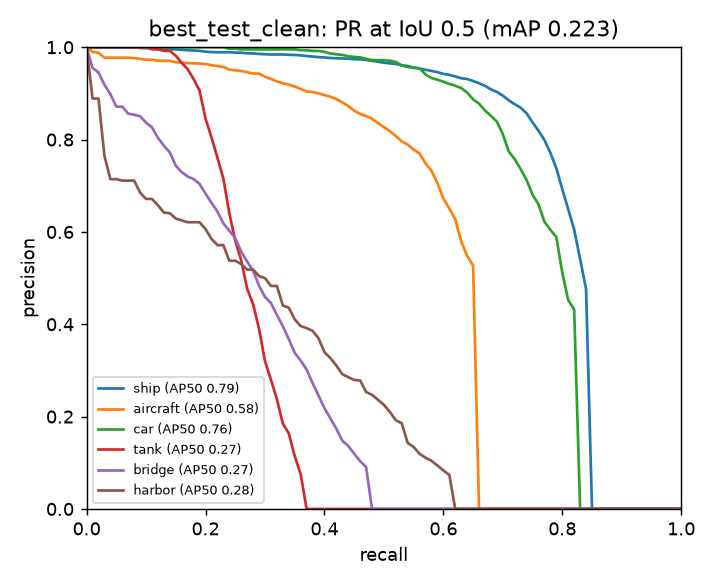 best_test_clean: PR at IoU 0.5 (mAP 0.223)
1.0
0.8
0.6
0.4
0.2
0.0
precision
ship (AP50 0.79)
aircraft (AP50 0.58)
car (AP50 0.76)
tank (AP50 0.27)
bridge (AP50 0.27)
harbor (AP50 0.28)
0.0 0.2 0.4 0.6 0.8 1.0
recall